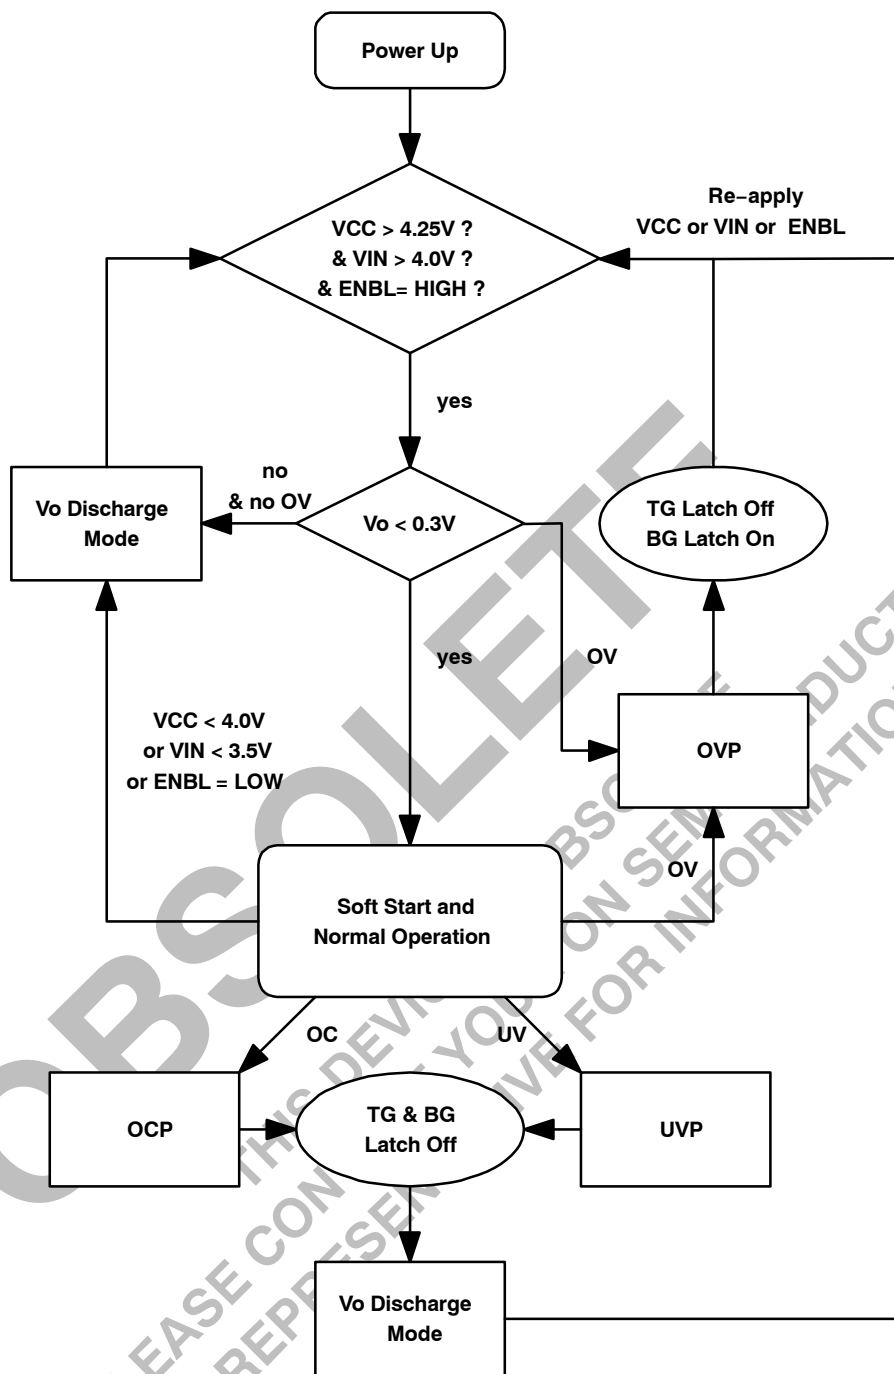 Power Up
Re−apply
VCC or VIN or ENBL
VCC > 4.25V ?
& VIN > 4.0V ?
& ENBL= HIGH ?
yes
no
& no OV
Vo Discharge
Mode
Vo < 0.3V
TG Latch Off
BG Latch On
yes
OV
VCC < 4.0V
or VIN < 3.5V
or ENBL = LOW
OVP
OV
Soft Start and
Normal Operation
OC
UV
OCP
TG & BG
Latch Off
UVP
Vo Discharge
Mode
OBSOLETE
THIS
FOR INFORMATION